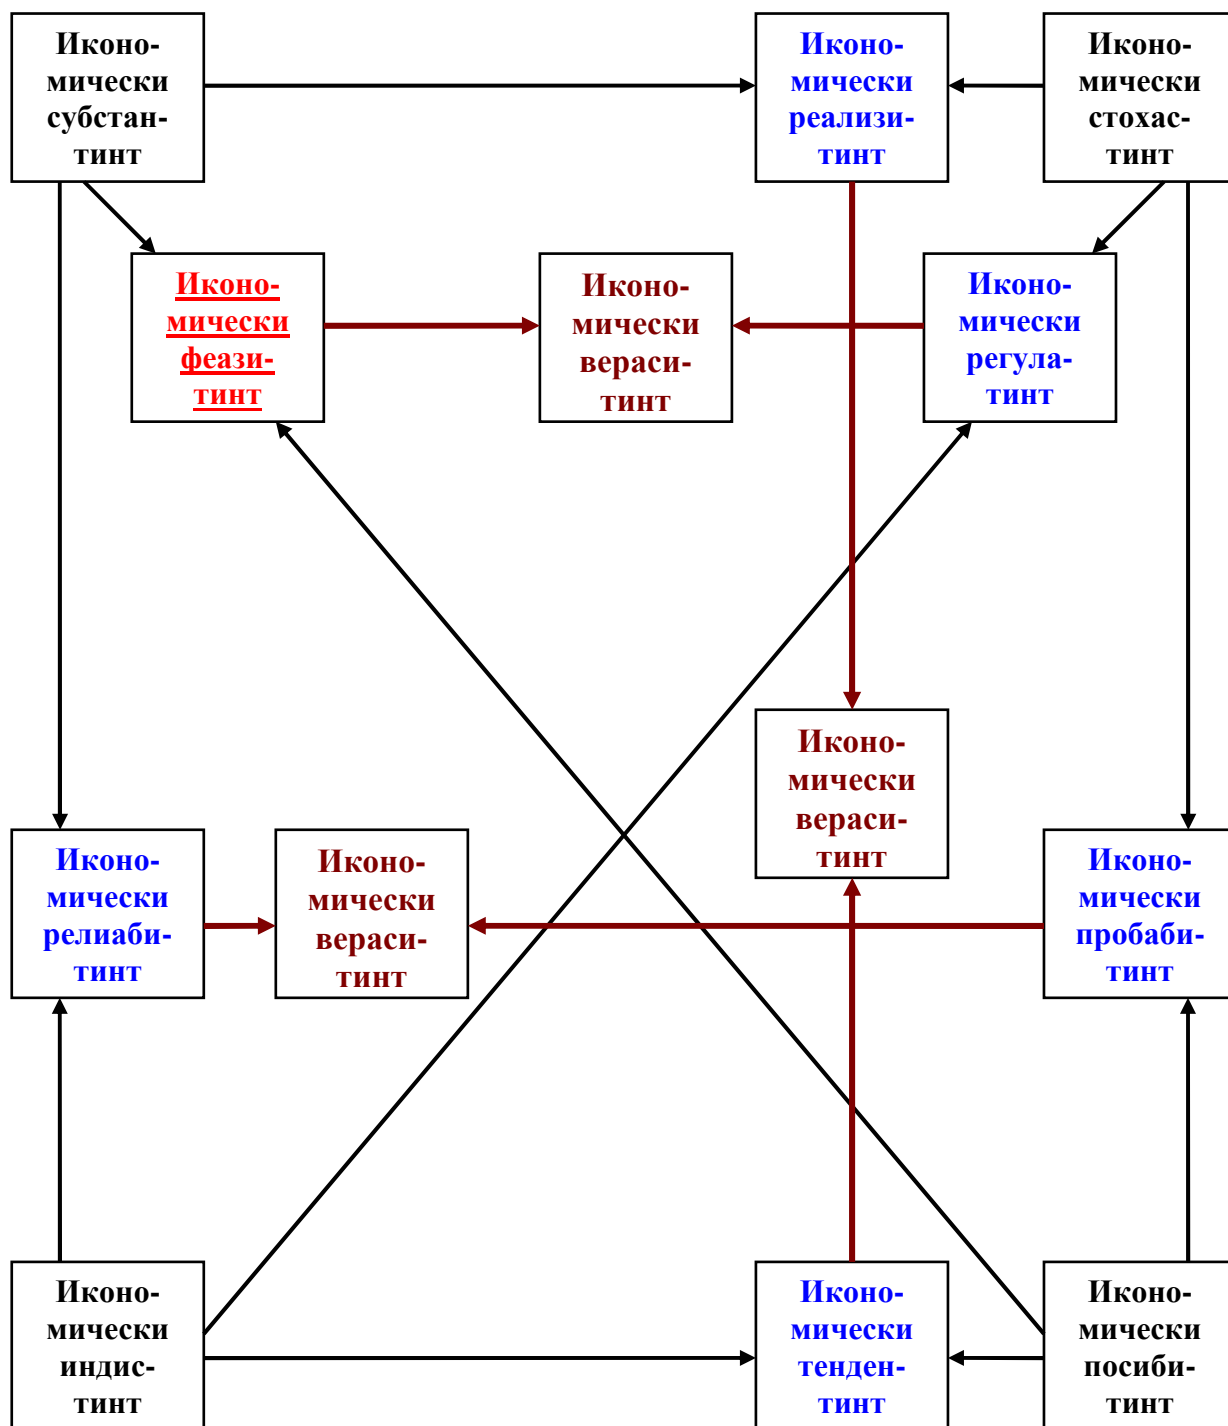 Иконо-
мически
субстан-
тинт
Иконо-
мически
реализи-
тинт
Иконо-
мически
стохас-
тинт
Иконо-
мически
феази-
тинт
Иконо-
мически
вераси-
тинт
Иконо-
мически
регула-
тинт
Иконо-
мически
вераси-
тинт
Иконо-
мически
релиаби-
тинт
Иконо-
мически
вераси-
тинт
Иконо-
мически
пробаби-
тинт
Иконо-
мически
индис-
тинт
Иконо-
мически
тенден-
тинт
Иконо-
мически
посиби-
тинт